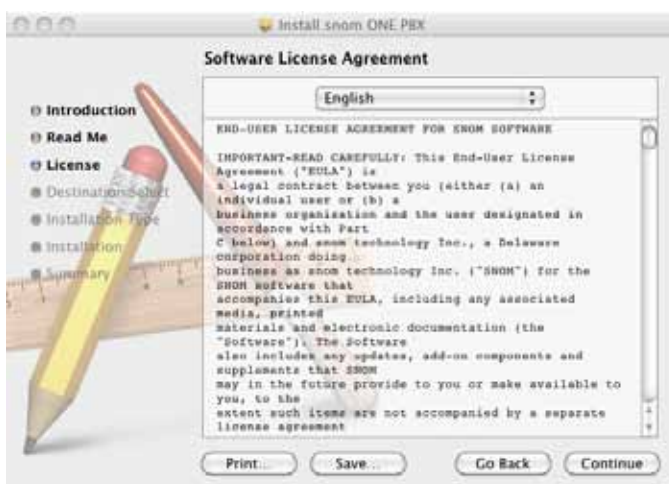 Install snom ONE PBX
Software License Agreement
English
Introduction
Read Me
License
Destination Select
Installation Type
Installation
Summary
END-USER LICENSE AGREEMENT FOR SNOM SOFTWARE
IMPORTANT-READ CAREFULLY: This End-User License
Agreement ("EULA") is
a legal contract between you (either (a) an
individual user or (b) a
business organization and the user designated in
accordance with Part
C below) and snom technology Inc., a Delaware
corporation doing
business as snom technology Inc. ("SNOM") for the
SNOM software that
accompanies this EULA, including any associated
media, printed
materials and electronic documentation (the
"Software"). The Software
also includes any updates, add-on components and
supplements that SNOM
may in the future provide to you or make available to
you, to the
extent such items are not accompanied by a separate
license agreement
Print...
Save...
Go Back
Continue